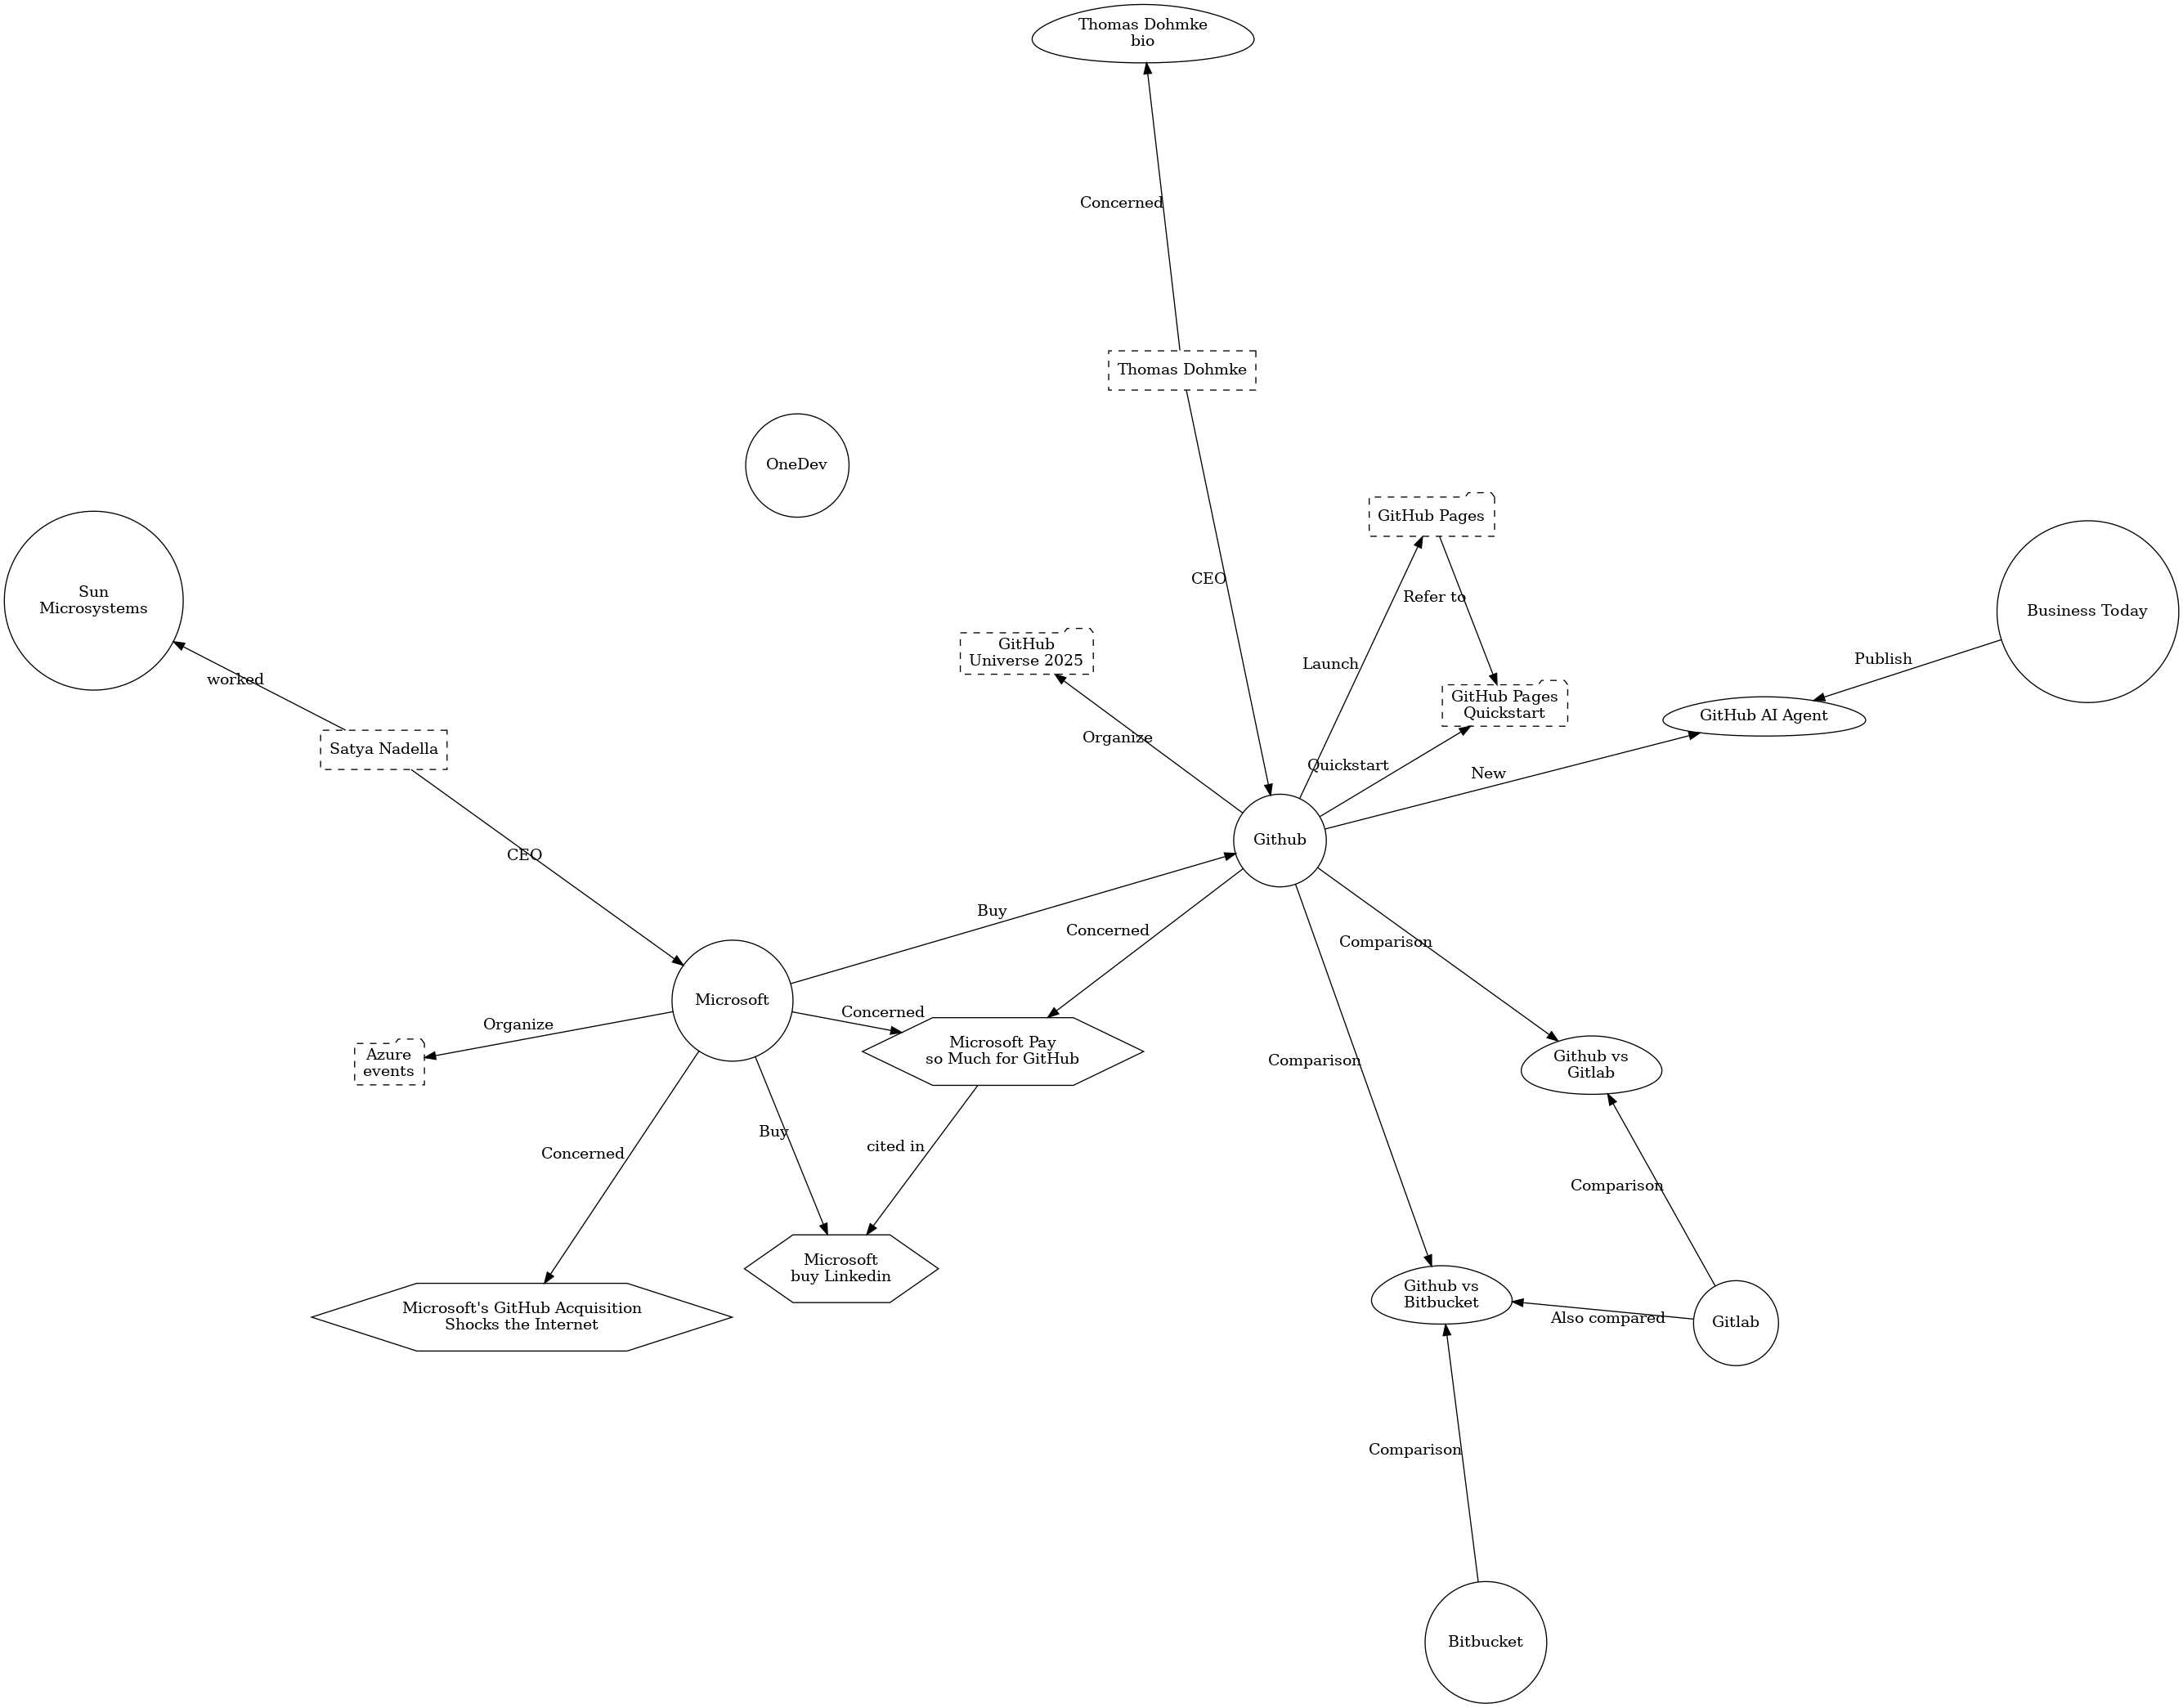 Thomas Dohmke
bio
Concerned
Thomas Dohmke
OneDev
GitHub Pages
CEO
Sun
Microsystems
Refer to
Business Today
GitHub
Universe 2025
Launch
Publish
worked
GitHub Pages
Quickstart
GitHub AI Agent
Organize
Satya Nadella
Quickstart
New
Github
CEO
Buy
Concerned
Comparison
Microsoft
Concerned
Organize
Azure
events
Microsoft Pay
so Much for GitHub
Comparison
Github vs
Gitlab
Buy
cited in
Concerned
Comparison
Microsoft
buy Linkedin
Github vs
Bitbucket
Microsoft's GitHub Acquisition
Shocks the Internet
Also compared
Gitlab
Comparison
Bitbucket